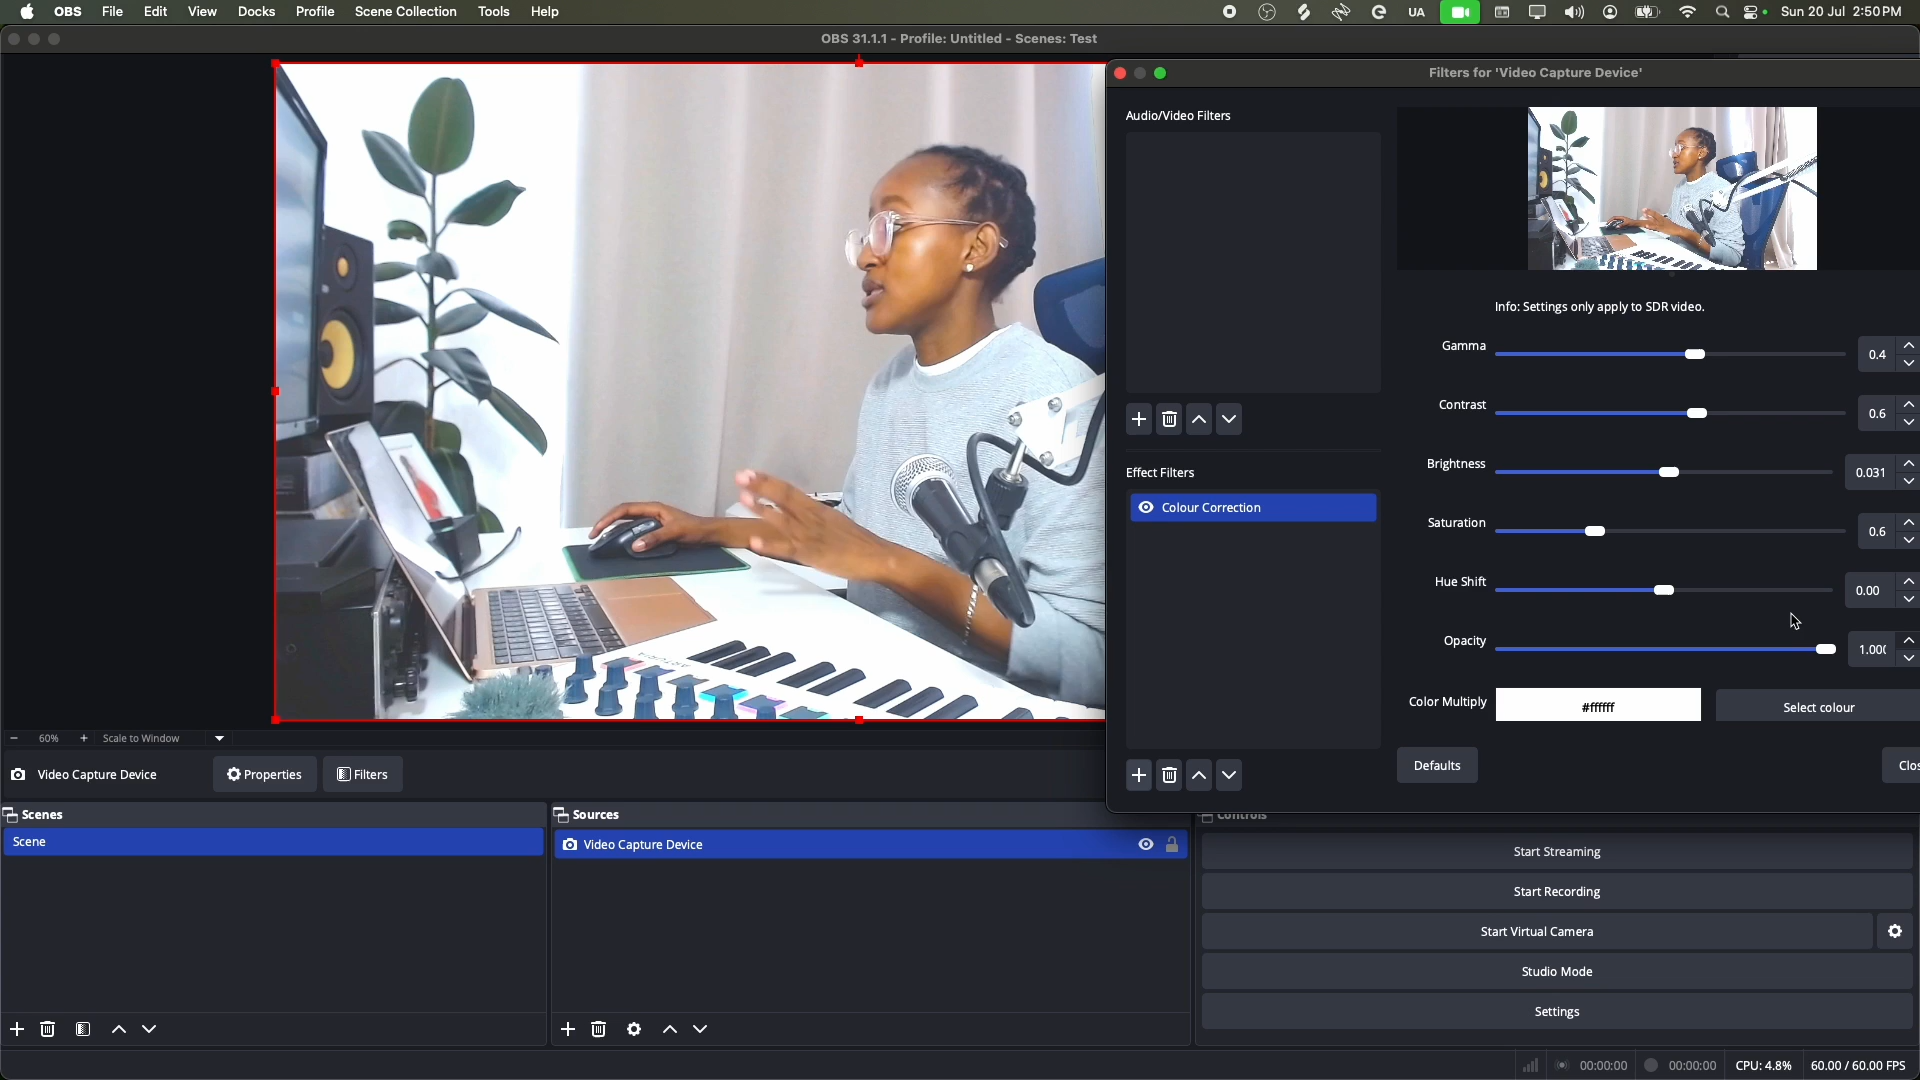 OBS File Edit View Docks Profile Scene Collection Tools Help
UA
Sun 20 Jul 2:50 PM
OBS 31.1.1 - Profile: Untitled - Scenes: Test
Filters for 'Video Capture Device'
Audio/Video Filters
Info: Settings only apply to SDR video.
Gamma 0.4
Contrast 0.6
Effect Filters
Brightness 0.031
Colour Correction
Saturation 0.6
Hue Shift 0.00
Opacity 1.000
Color Multiply #ffffff Select colour
ARTURIA
60% Scale to Window
Defaults
Clos
Video Capture Device Properties Filters
Scenes
Sources
Controls
Scene
Video Capture Device
Start Streaming
Start Recording
Start Virtual Camera
Studio Mode
Settings
00:00:00 00:00:00 CPU: 4.8% 60.00 / 60.00 FPS